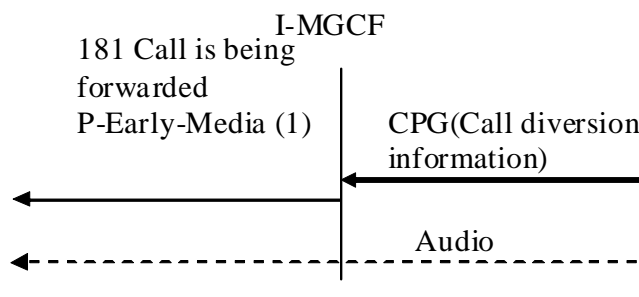 I-MGCF
181 Call is being
forwarded
P-Early-Media (1)
CPG(Call diversion
information)
Audio